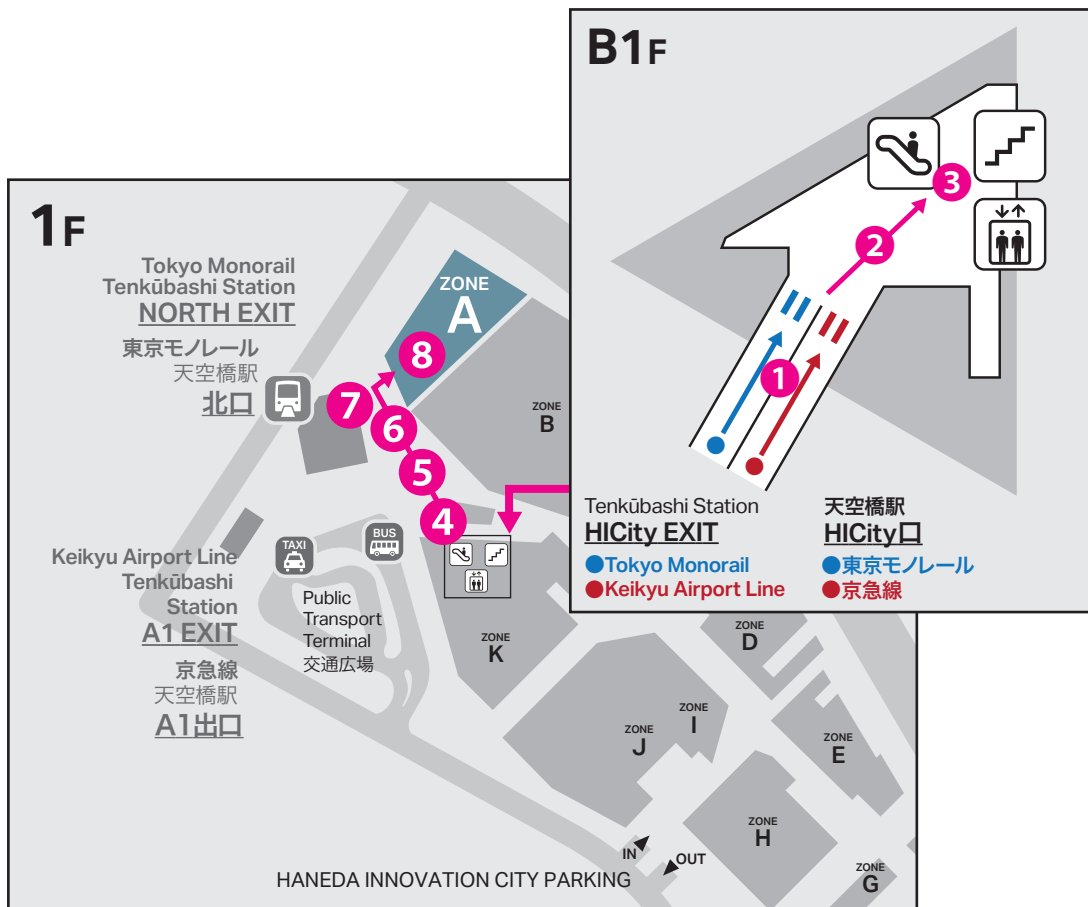 B1F
3
2
1
Tenkūbashi Station
HICity EXIT
Tokyo Monorail
Keikyu Airport Line
天空橋駅
HICity口
東京モノレール
京急線
1F
Tokyo Monorail
Tenkūbashi Station
NORTH EXIT
東京モノレール
天空橋駅
北口
ZONE
A
8
7
6
5
4
ZONE
B
TAXI
BUS
Keikyu Airport Line
Tenkūbashi
Station
A1 EXIT
京急線
天空橋駅
A1出口
Public
Transport
Terminal
交通広場
ZONE
K
ZONE
D
ZONE
I
ZONE
J
ZONE
E
ZONE
H
ZONE
G
IN
OUT
HANEDA INNOVATION CITY PARKING